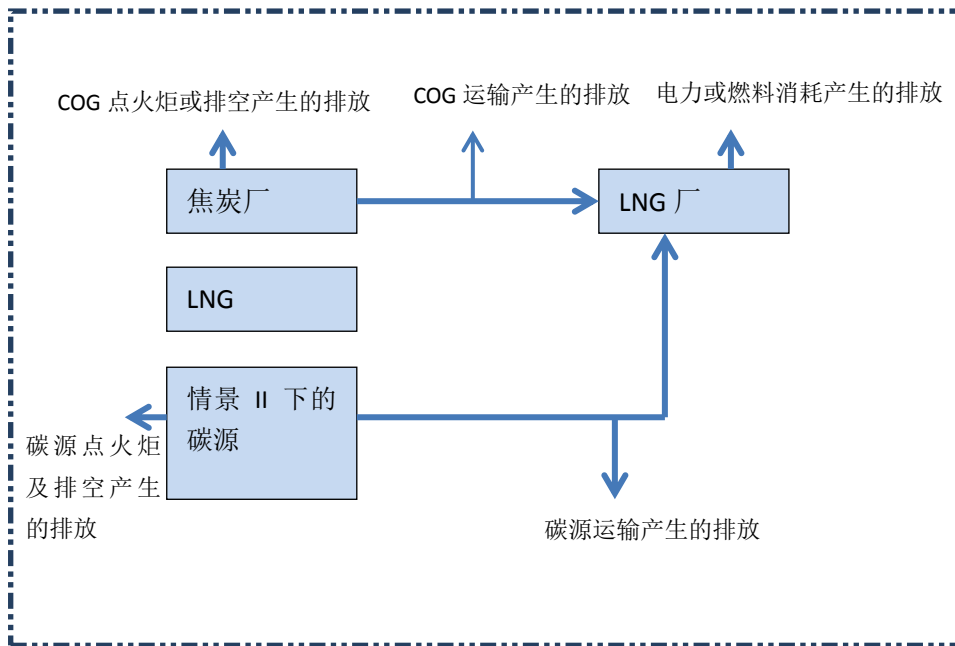 COG 点火炬或排空产生的排放
COG 运输产生的排放
电力或燃料消耗产生的排放
焦炭厂
LNG 厂
LNG
情景 II 下的
碳源
碳源点火炬
及排空产生
的排放
碳源运输产生的排放